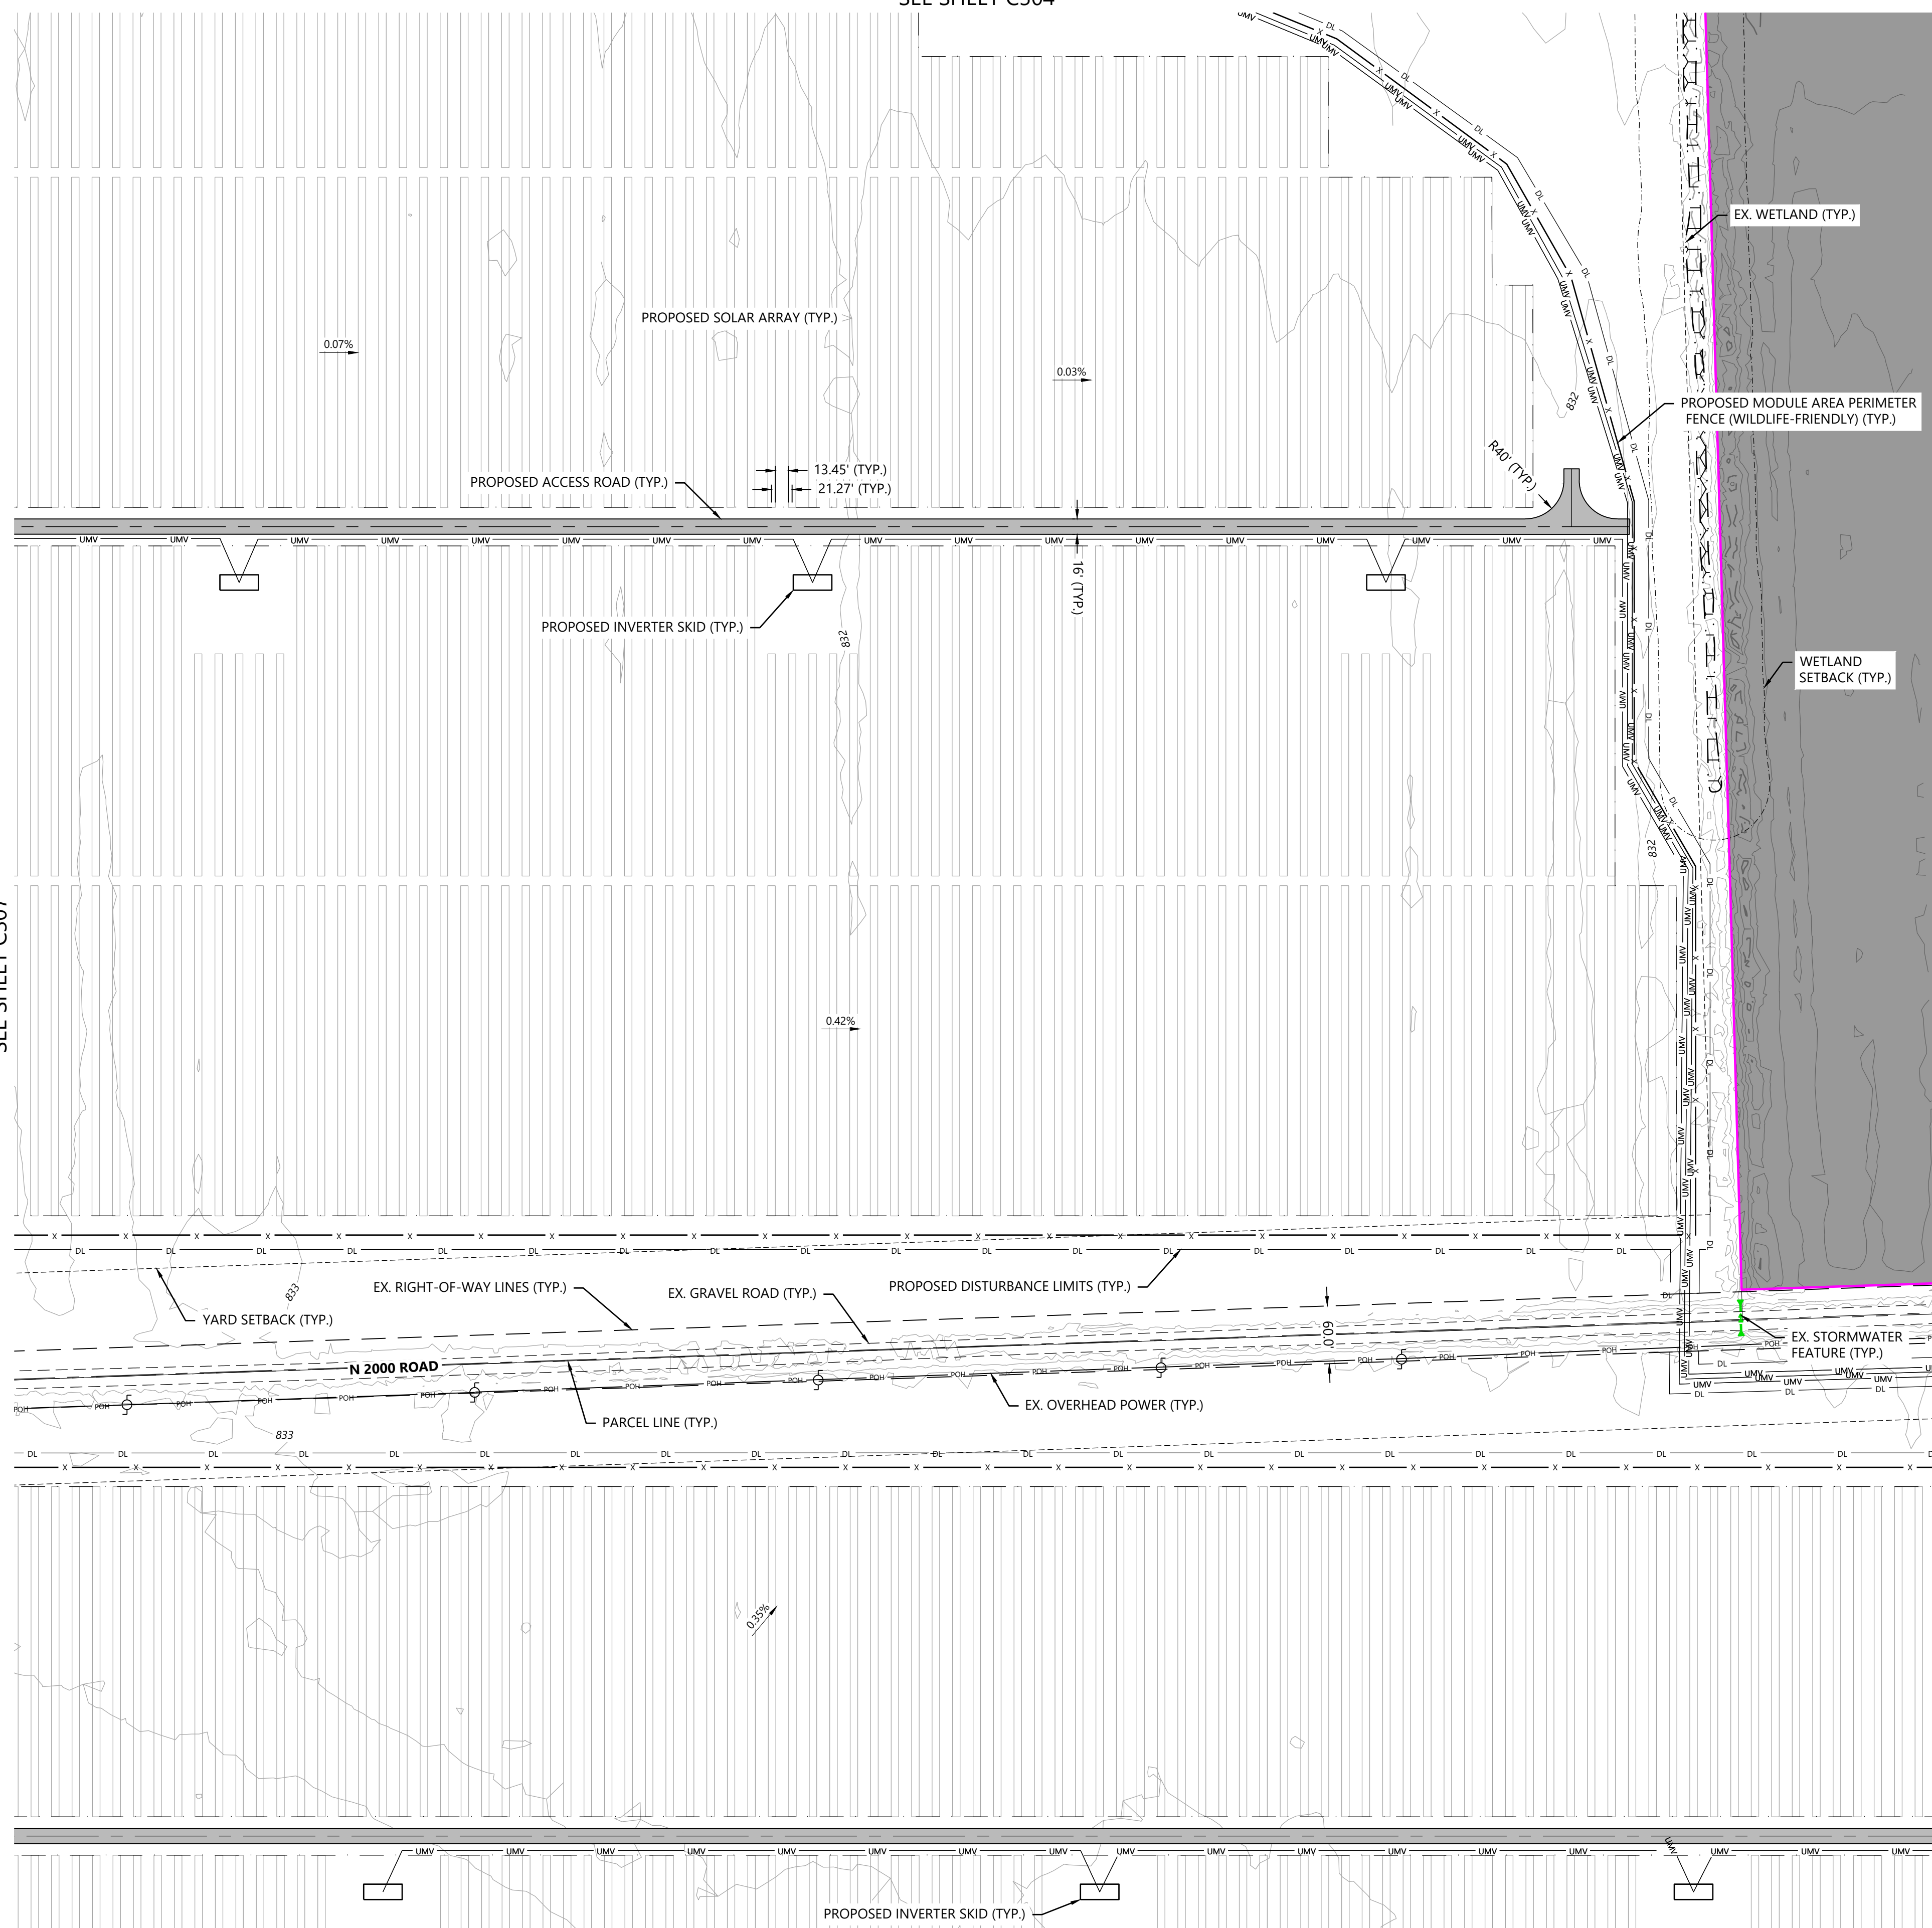 SEE SHEET C504
SEE SHEET C507
EX. WETLAND (TYP.)
PROPOSED SOLAR ARRAY (TYP.)
0.07%
0.03%
832
PROPOSED MODULE AREA PERIMETER
FENCE (WILDLIFE-FRIENDLY) (TYP.)
R40' (TYP.)
13.45' (TYP.)
21.27' (TYP.)
PROPOSED ACCESS ROAD (TYP.)
16' (TYP.)
PROPOSED INVERTER SKID (TYP.)
832
WETLAND
SETBACK (TYP.)
832
0.42%
833
EX. RIGHT-OF-WAY LINES (TYP.)
EX. GRAVEL ROAD (TYP.)
PROPOSED DISTURBANCE LIMITS (TYP.)
YARD SETBACK (TYP.)
60.0'
EX. STORMWATER
FEATURE (TYP.)
N 2000 ROAD
EX. OVERHEAD POWER (TYP.)
PARCEL LINE (TYP.)
833
0.35%
PROPOSED INVERTER SKID (TYP.)
UMV
DL
X
POH